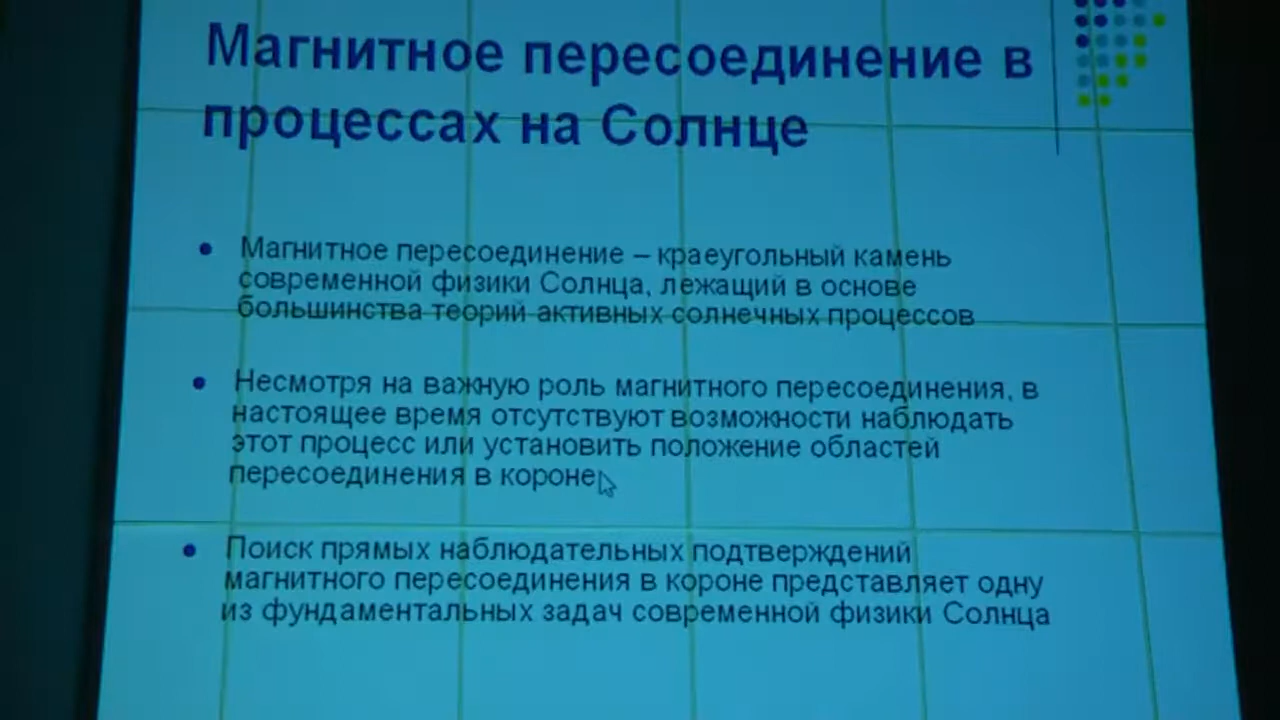 Магнитное пересоединение в
процессах на Солнце
Магнитное пересоединение – краеугольный камень
современной физики Солнца, лежащий в основе
большинства теорий активных солнечных процессов
Несмотря на важную роль магнитного пересоединения, в
настоящее время отсутствуют возможности наблюдать
этот процесс или установить положение областей
пересоединения в короне
Поиск прямых наблюдательных подтверждений
магнитного пересоединения в короне представляет одну
из фундаментальных задач современной физики Солнца